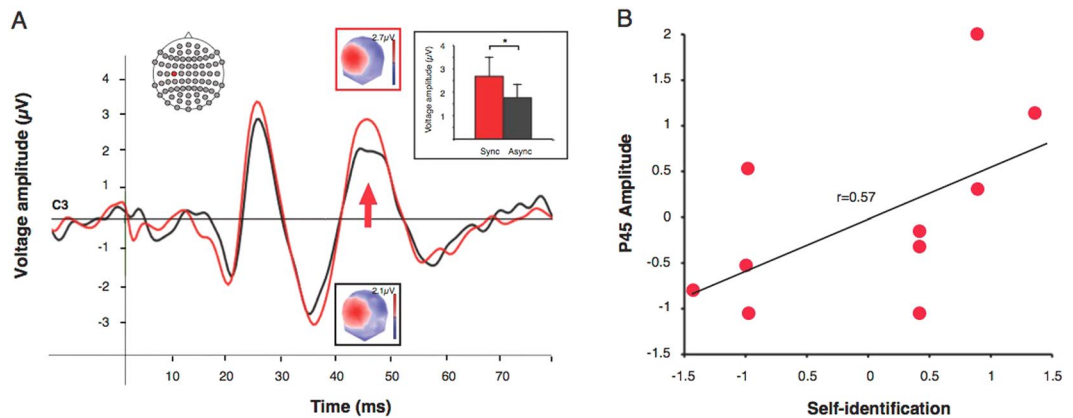 A
B
Voltage amplitude (µV)
4
3
2
1
-1
-2
-3
C3
2.7µV
Voltage amplitude (µV)
4
3
2
1
*
Sync Async
2.1µV
10 20 30 40 50 60 70
Time (ms)
P45 Amplitude
2
1.5
1
0.5
0
-0.5
-1
-1.5
r=0.57
-1.5 -1 -0.5 0 0.5 1 1.5
Self-identification